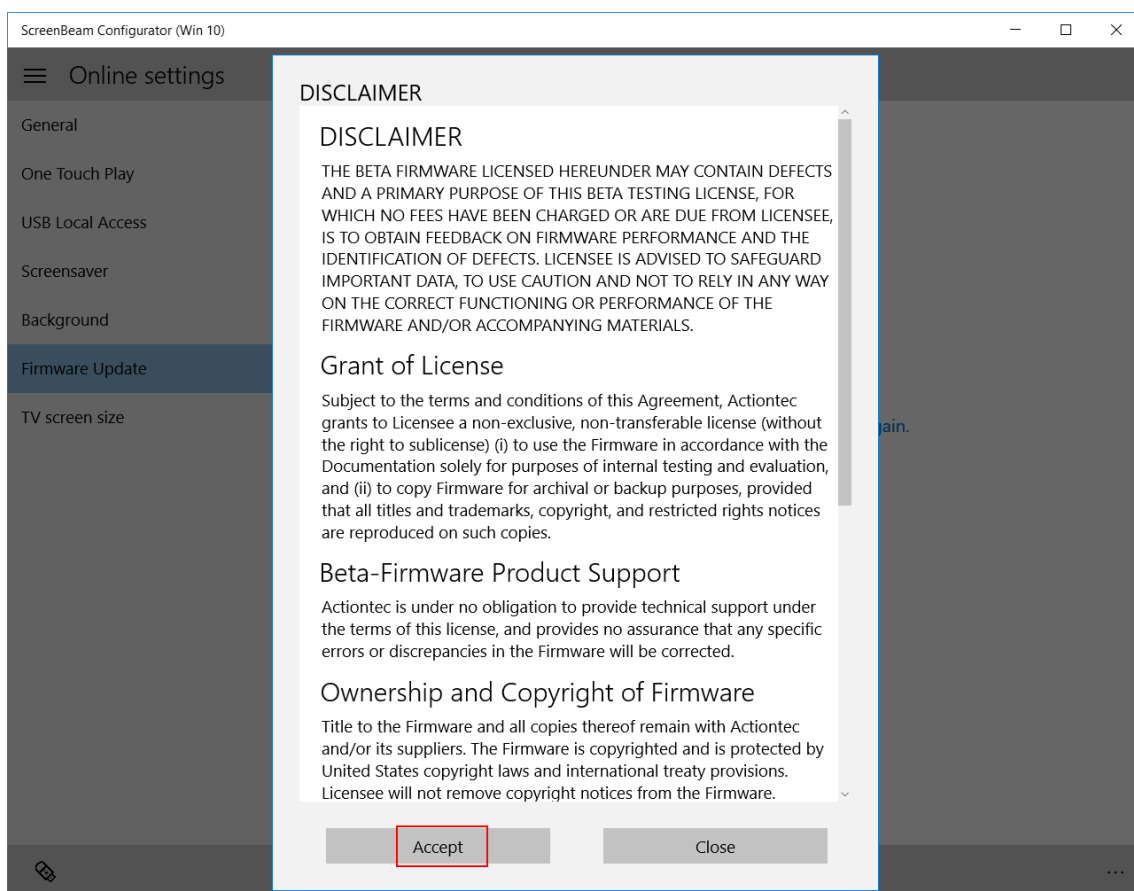 ScreenBeam Configurator (Win 10)
Online settings
General
One Touch Play
USB Local Access
Screensaver
Background
Firmware Update
TV screen size
DISCLAIMER
DISCLAIMER
THE BETA FIRMWARE LICENSED HEREUNDER MAY CONTAIN DEFECTS
AND A PRIMARY PURPOSE OF THIS BETA TESTING LICENSE, FOR
WHICH NO FEES HAVE BEEN CHARGED OR ARE DUE FROM LICENSEE,
IS TO OBTAIN FEEDBACK ON FIRMWARE PERFORMANCE AND THE
IDENTIFICATION OF DEFECTS. LICENSEE IS ADVISED TO SAFEGUARD
IMPORTANT DATA, TO USE CAUTION AND NOT TO RELY IN ANY WAY
ON THE CORRECT FUNCTIONING OR PERFORMANCE OF THE
FIRMWARE AND/OR ACCOMPANYING MATERIALS.
Grant of License
Subject to the terms and conditions of this Agreement, Actiontec
grants to Licensee a non-exclusive, non-transferable license (without
the right to sublicense) (i) to use the Firmware in accordance with the
Documentation solely for purposes of internal testing and evaluation,
and (ii) to copy Firmware for archival or backup purposes, provided
that all titles and trademarks, copyright, and restricted rights notices
are reproduced on such copies.
Beta-Firmware Product Support
Actiontec is under no obligation to provide technical support under
the terms of this license, and provides no assurance that any specific
errors or discrepancies in the Firmware will be corrected.
Ownership and Copyright of Firmware
Title to the Firmware and all copies thereof remain with Actiontec
and/or its suppliers. The Firmware is copyrighted and is protected by
United States copyright laws and international treaty provisions.
Licensee will not remove copyright notices from the Firmware.
Accept
Close